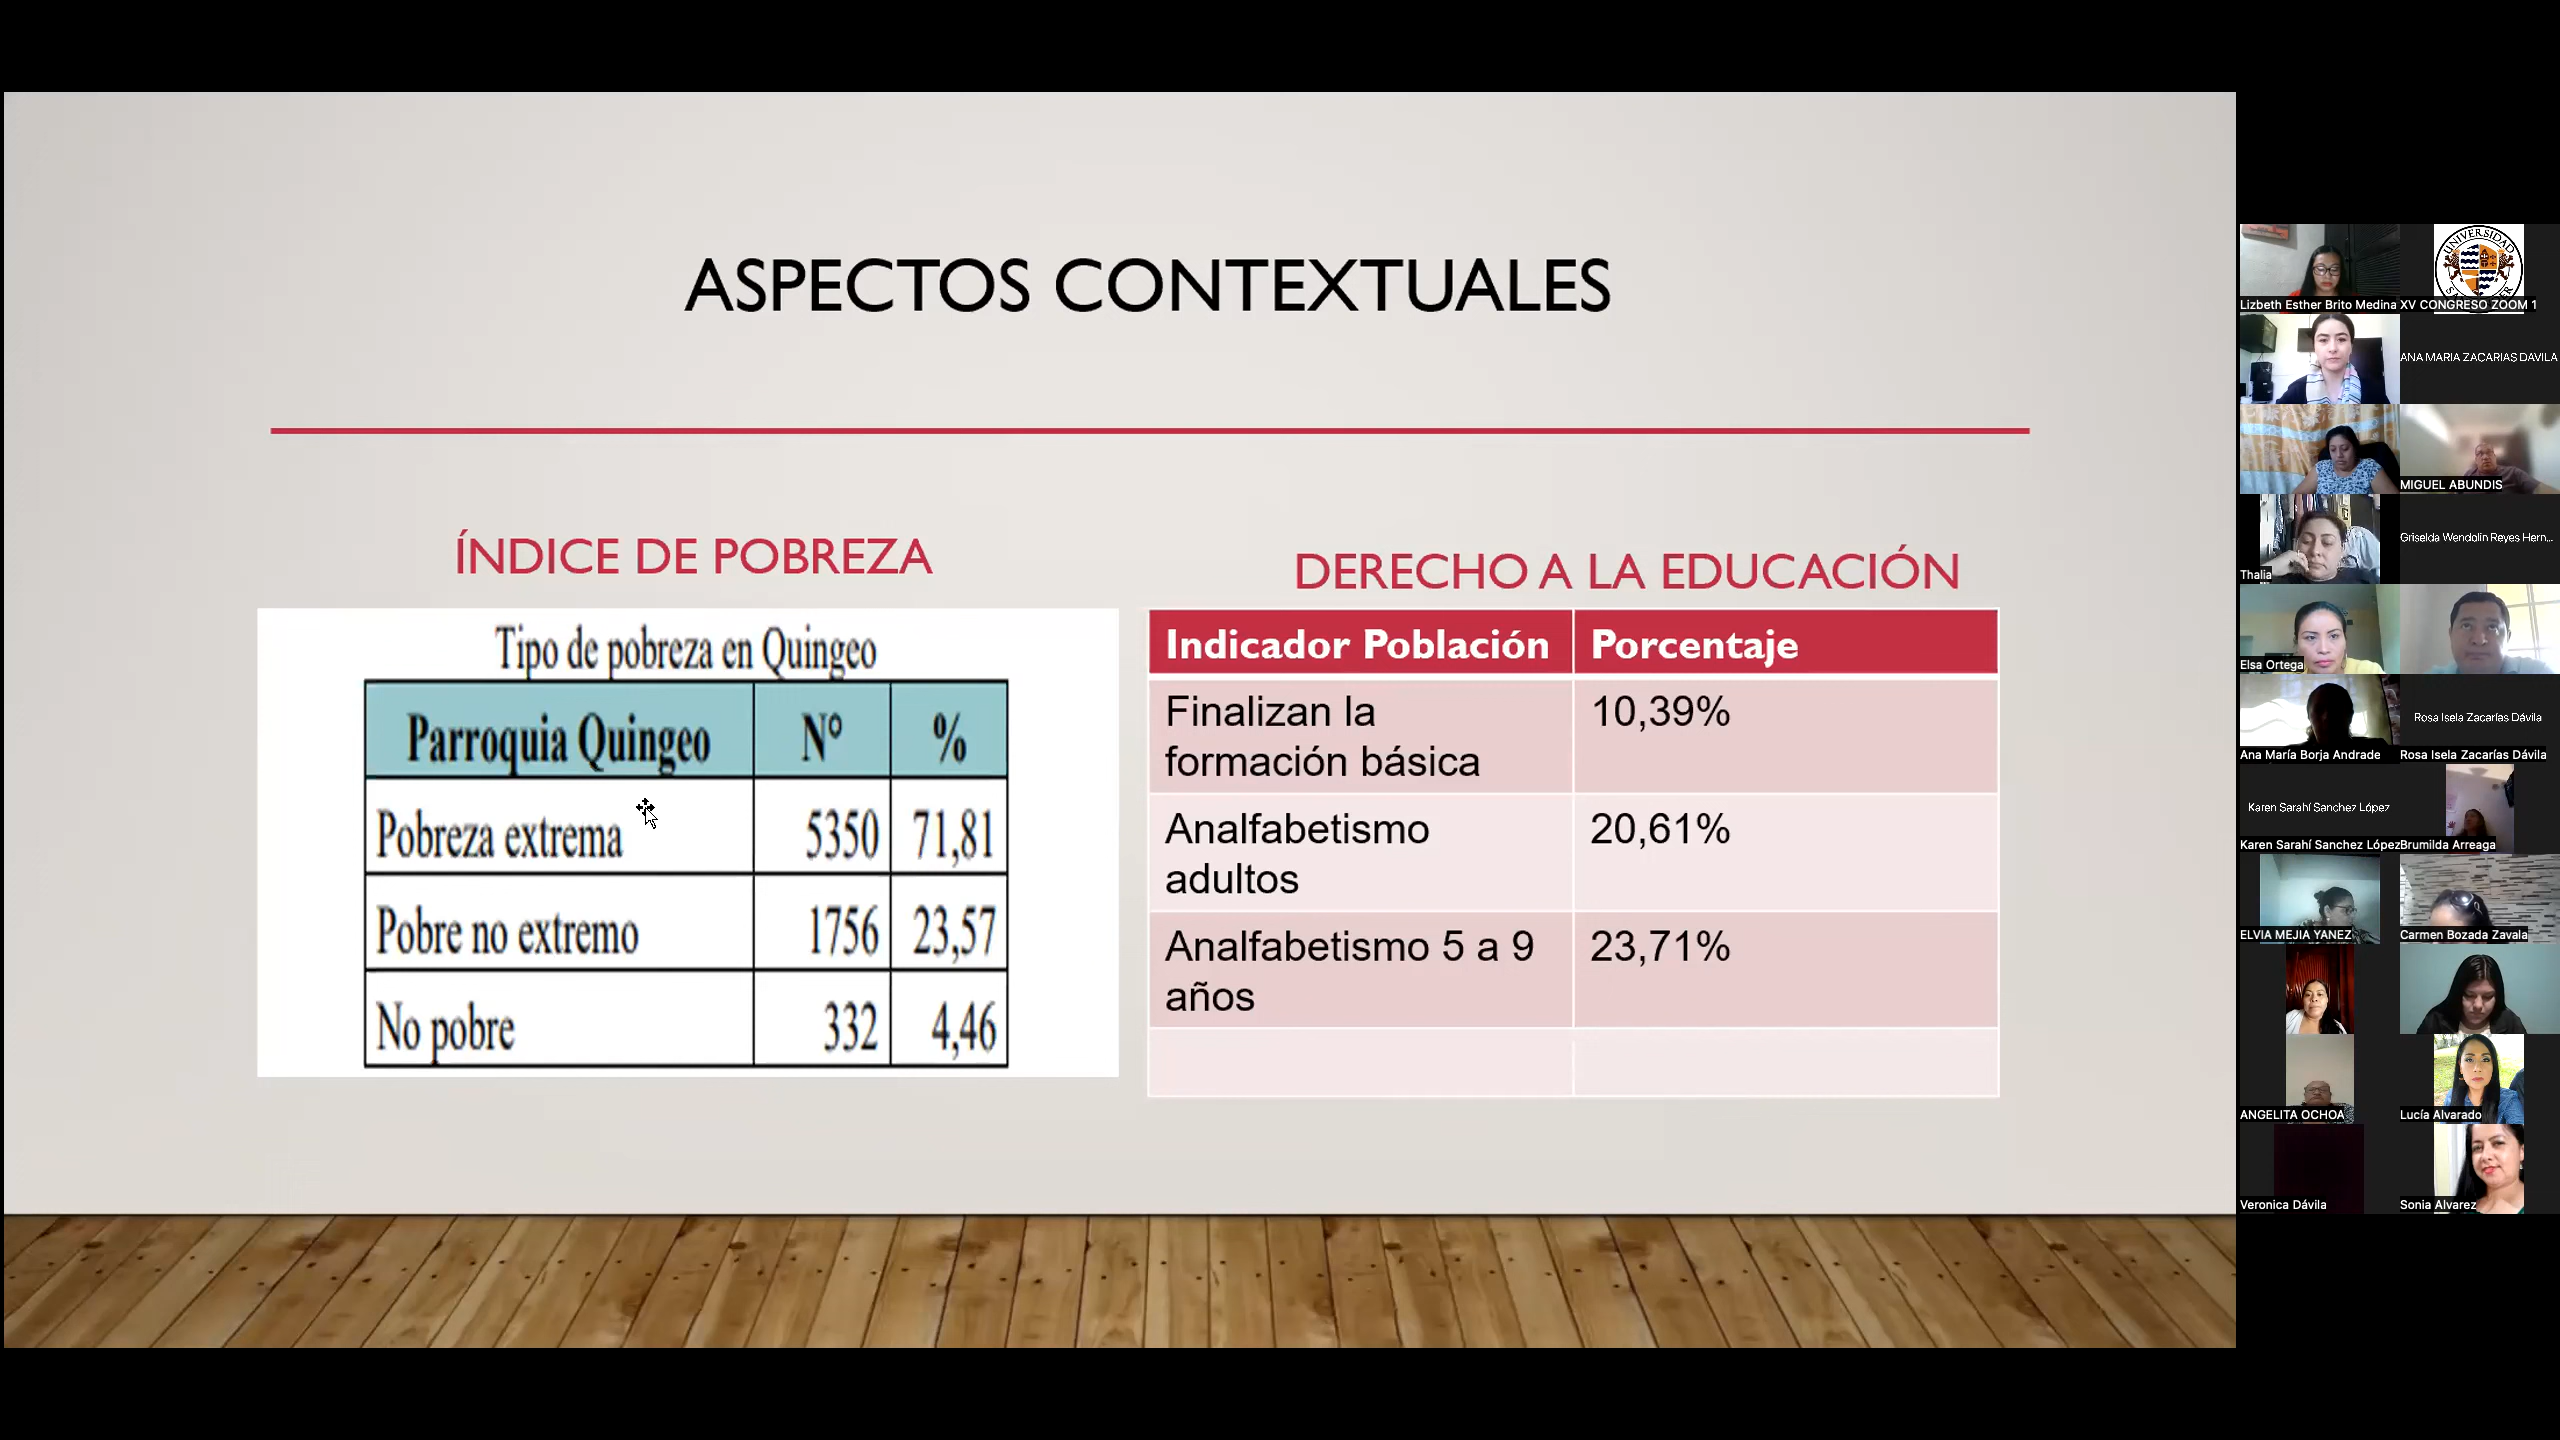 ASPECTOS CONTEXTUALES
ÍNDICE DE POBREZA
Tipo de pobreza en Quingeo
Parroquia Quingeo N° %
Pobreza extrema 5350 71,81
Pobre no extremo 1756 23,57
No pobre 332 4,46
DERECHO A LA EDUCACIÓN
Indicador Población Porcentaje
Finalizan la
formación básica
10,39%
Analfabetismo
adultos
20,61%
Analfabetismo 5 a 9
años
23,71%
UNIVERSIDAD
Lizbeth Esther Brito Medina
XV CONGRESO ZOOM 1
ANA MARIA ZACARIAS DAVILA
MIGUEL ABUNDIS
Thalia
Griselda Wendolin Reyes Hern...
Elsa Ortega
Ana María Borja Andrade
Rosa Isela Zacarías Dávila
Rosa Isela Zacarías Dávila
Karen Sarahí Sanchez López
Karen Sarahí Sanchez López
Brumilda Arreaga
ELVIA MEJIA YANEZ
Carmen Bozada Zavala
ANGELITA OCHOA
Lucía Alvarado
Veronica Dávila
Sonia Alvarez